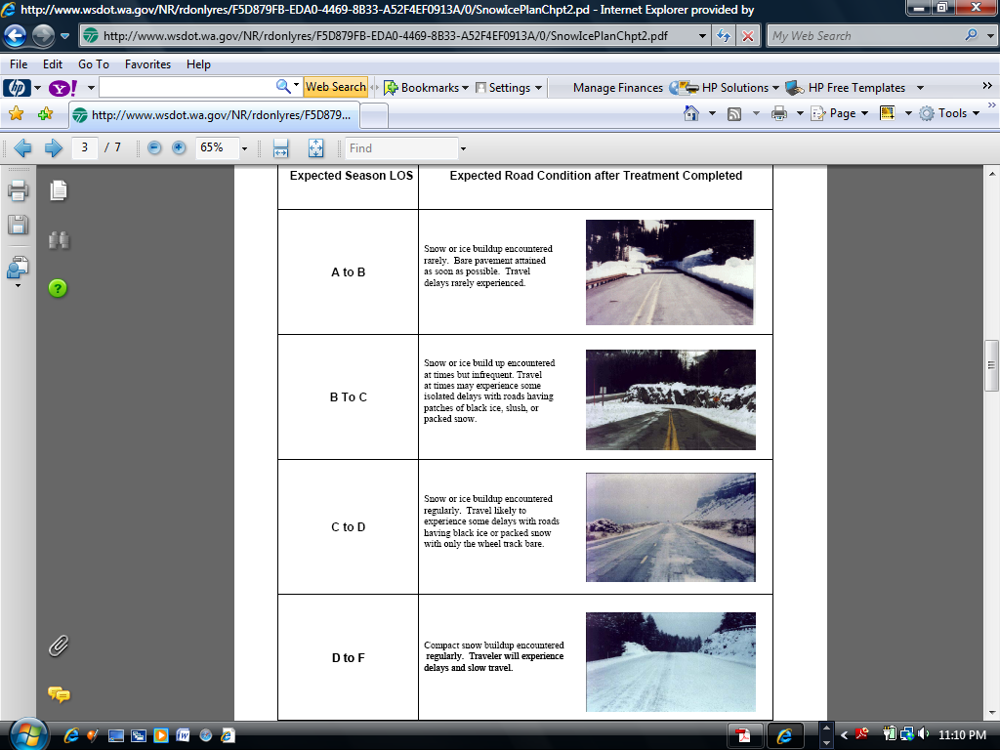 http://www.wsdot.wa.gov/NR/rdonlyres/F5D879FB-EDA0-4469-8B33-A52F4EF0913A/0/SnowIcePlanChpt2.pd - Internet Explorer provided by
http://www.wsdot.wa.gov/NR/rdonlyres/F5D879FB-EDA0-4469-8B33-A52F4EF0913A/0/SnowIcePlanChpt2.pdf My Web Search
File Edit Go To Favorites Help
hp Y! Web Search Bookmarks Settings Manage Finances HP Solutions HP Free Templates »
http://www.wsdot.wa.gov/NR/rdonlyres/F5D879... Page Tools »
3 / 7 65% Find
Expected Season LOS Expected Road Condition after Treatment Completed
A to B
Snow or ice buildup encountered
rarely. Bare pavement attained
as soon as possible. Travel
delays rarely experienced.
B To C
Snow or ice build up encountered
at times but infrequent. Travel
at times may experience some
isolated delays with roads having
patches of black ice, slush, or
packed snow.
C to D
Snow or ice buildup encountered
regularly. Travel likely to
experience some delays with roads
having black ice or packed snow
with only the wheel track bare.
D to F
Compact snow buildup encountered
regularly. Traveler will experience
delays and slow travel.
11:10 PM